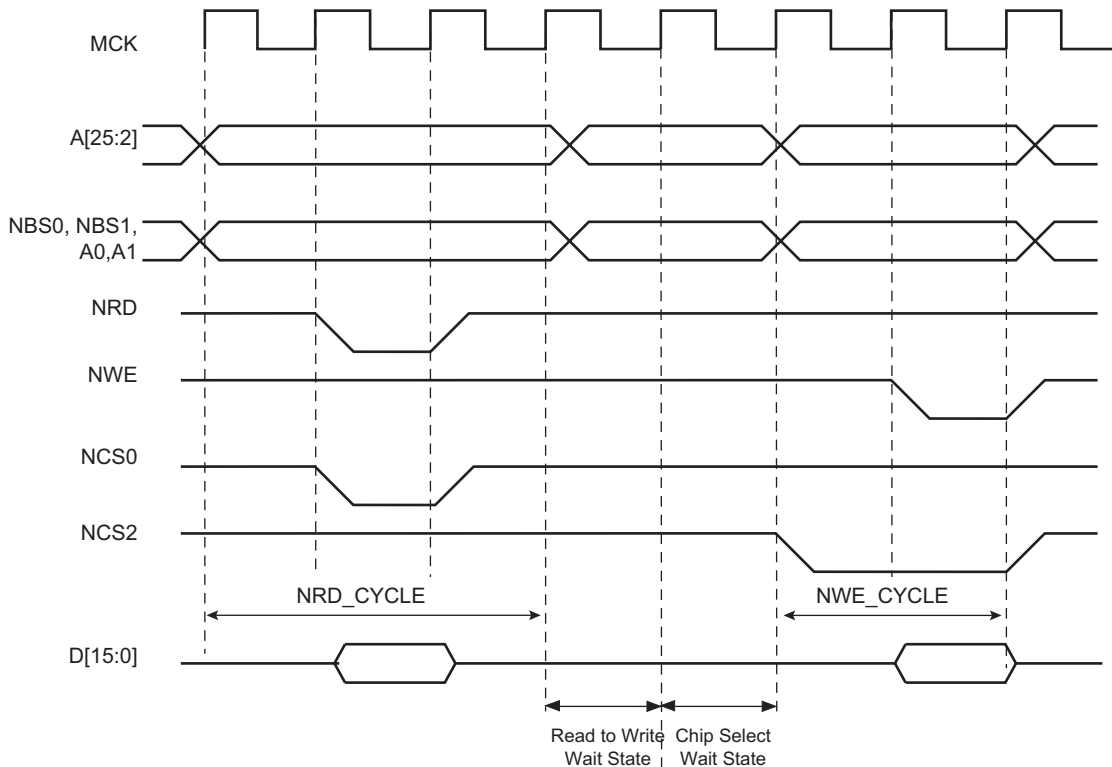 MCK
A[25:2]
NBS0, NBS1,
A0,A1
NRD
NWE
NCS0
NCS2
NRD_CYCLE
NWE_CYCLE
D[15:0]
Read to Write
Wait State
Chip Select
Wait State